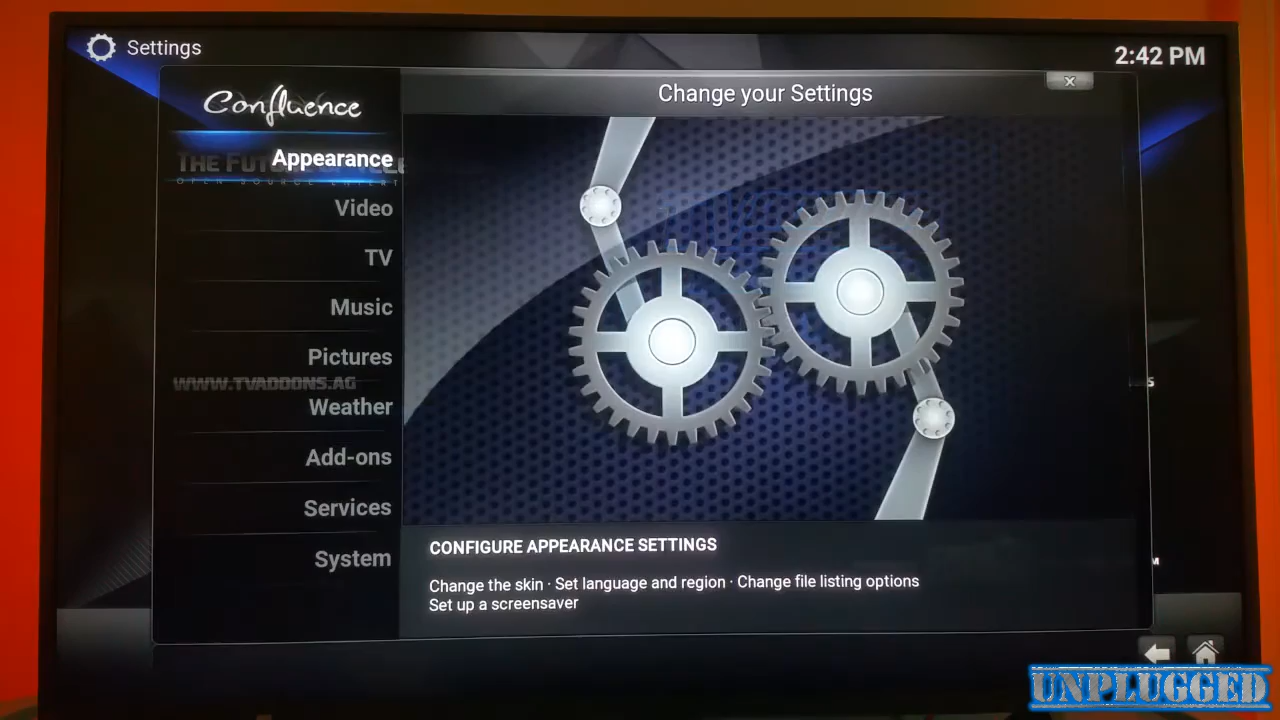 Settings
2:42 PM
Confluence
Change your Settings
x
Appearance
Video
TV
Music
Pictures
WWW.TVADDONS.AG
Weather
Add-ons
Services
System
CONFIGURE APPEARANCE SETTINGS
Change the skin · Set language and region · Change file listing options
Set up a screensaver
UNPLUGGED